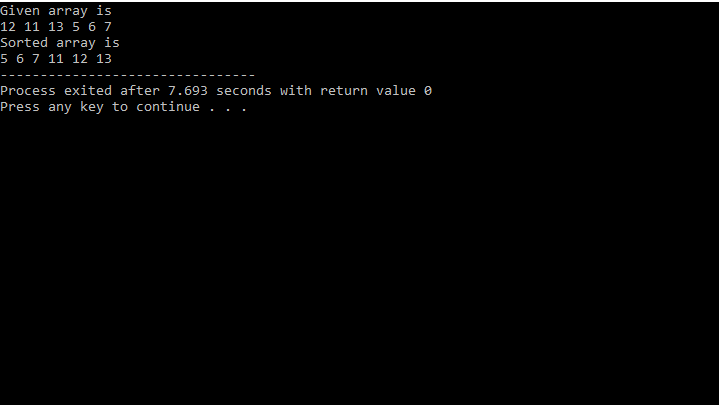 Given array is
12 11 13 5 6 7
Sorted array is
5 6 7 11 12 13
--------------------------------
Process exited after 7.693 seconds with return value 0
Press any key to continue . . .